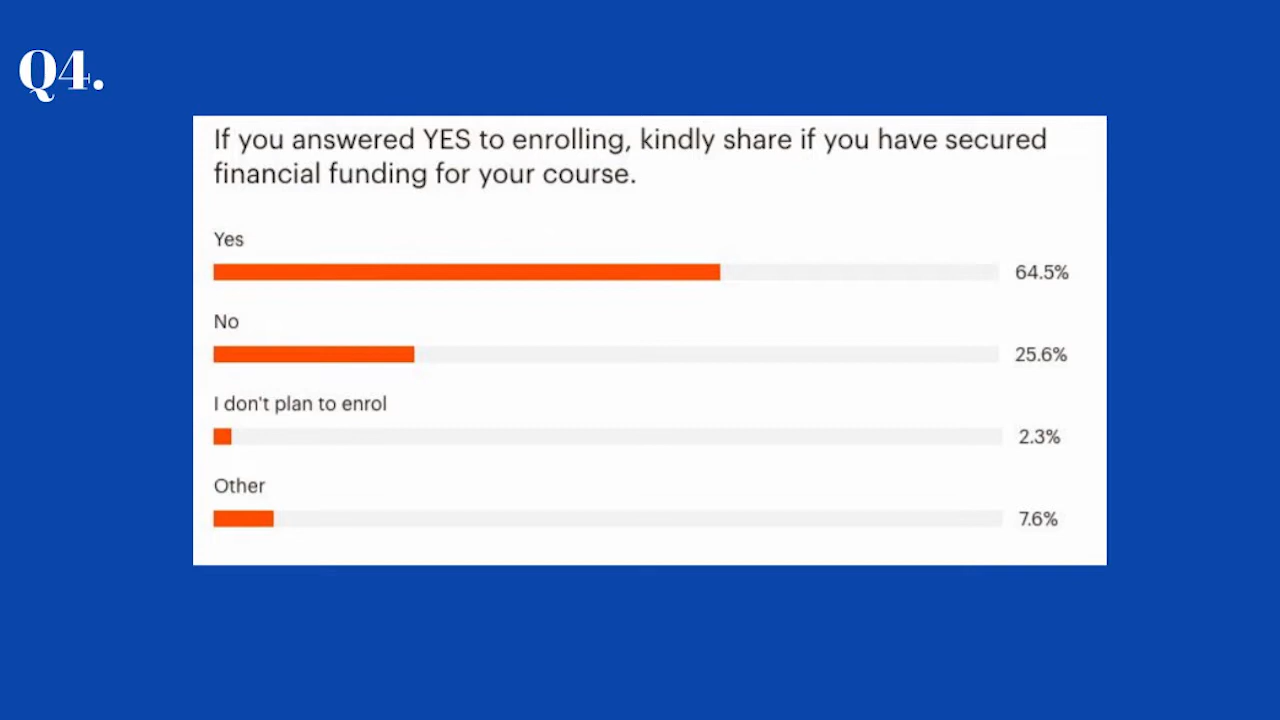 Q4.
If you answered YES to enrolling, kindly share if you have secured
financial funding for your course.
Yes
64.5%
No
25.6%
I don't plan to enrol
2.3%
Other
7.6%